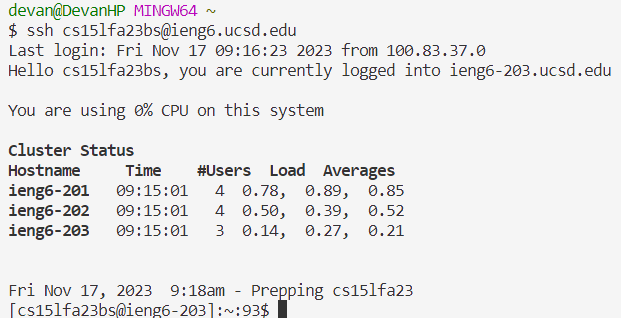 devan@DevanHP MINGW64 ~
$ ssh cs15lfa23bs@ieng6.ucsd.edu
Last login: Fri Nov 17 09:16:23 2023 from 100.83.37.0
Hello cs15lfa23bs, you are currently logged into ieng6-203.ucsd.edu
You are using 0% CPU on this system
Cluster Status
Hostname     Time    #Users  Load  Averages
ieng6-201   09:15:01   4  0.78,  0.89,  0.85
ieng6-202   09:15:01   4  0.50,  0.39,  0.52
ieng6-203   09:15:01   3  0.14,  0.27,  0.21
Fri Nov 17, 2023  9:18am - Prepping cs15lfa23
[cs15lfa23bs@ieng6-203]:~:93$